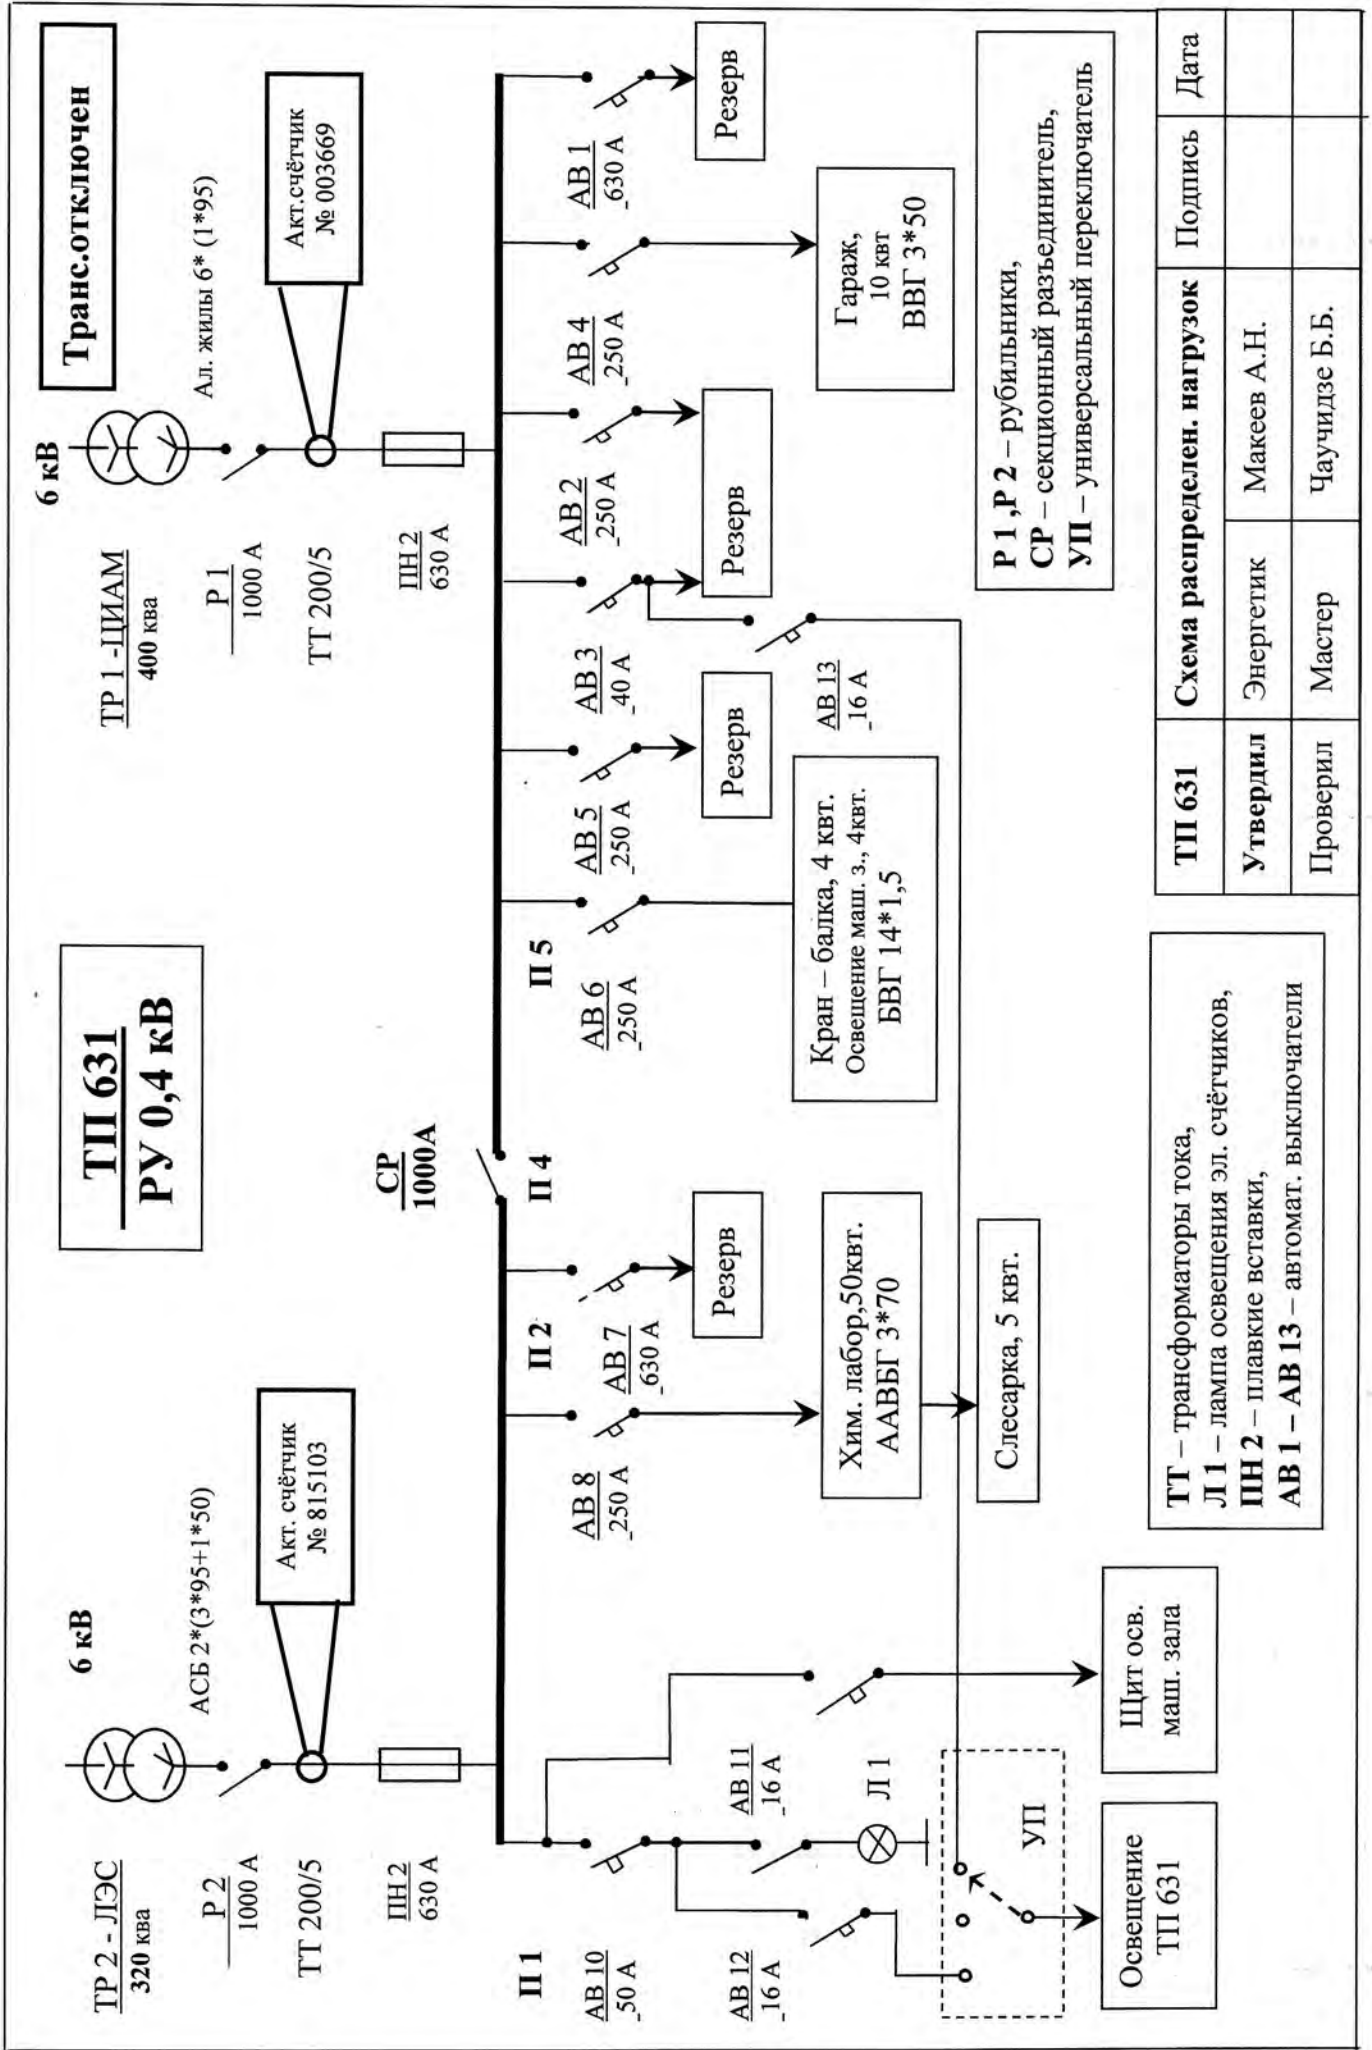 ТП 631
РУ 0,4 кВ
6 кВ
ТР 2 - ЛЭС
320 ква
АСБ 2*(3*95+1*50)
Р 2
1000 А
Акт. счётчик
№ 815103
ТТ 200/5
ПН 2
630 А
СР
1000А
6 кВ
Транс.отключен
ТР 1 -ЦИАМ
400 ква
Ал. жилы 6* (1*95)
Р 1
1000 А
Акт.счётчик
№ 003669
ТТ 200/5
ПН 2
630 А
П 1
П 2
П 4
П 5
АВ 10
50 А
АВ 8
250 А
АВ 7
630 А
АВ 6
250 А
АВ 5
250 А
АВ 3
40 А
АВ 2
250 А
АВ 4
250 А
АВ 1
630 А
Резерв
Резерв
Резерв
Резерв
АВ 12
16 А
АВ 11
16 А
Л 1
АВ 13
16 А
Хим. лабор,50квт.
ААВБГ 3*70
Слесарка, 5 квт.
Кран – балка, 4 квт.
Освещение маш. з., 4квт.
БВГ 14*1,5
Гараж,
10 квт
ВВГ 3*50
УП
Освещение
ТП 631
Щит осв.
маш. зала
Р 1 ,Р 2 – рубильники,
СР – секционный разъединитель,
УП – универсальный переключатель
ТТ – трансформаторы тока,
Л 1 – лампа освещения эл. счётчиков,
ПН 2 – плавкие вставки,
АВ 1 – АВ 13 – автомат. выключатели
ТП 631 Схема распределен. нагрузок Подпись Дата
Утвердил Энергетик Макеев А.Н.
Проверил Мастер Чаучидзе Б.Б.